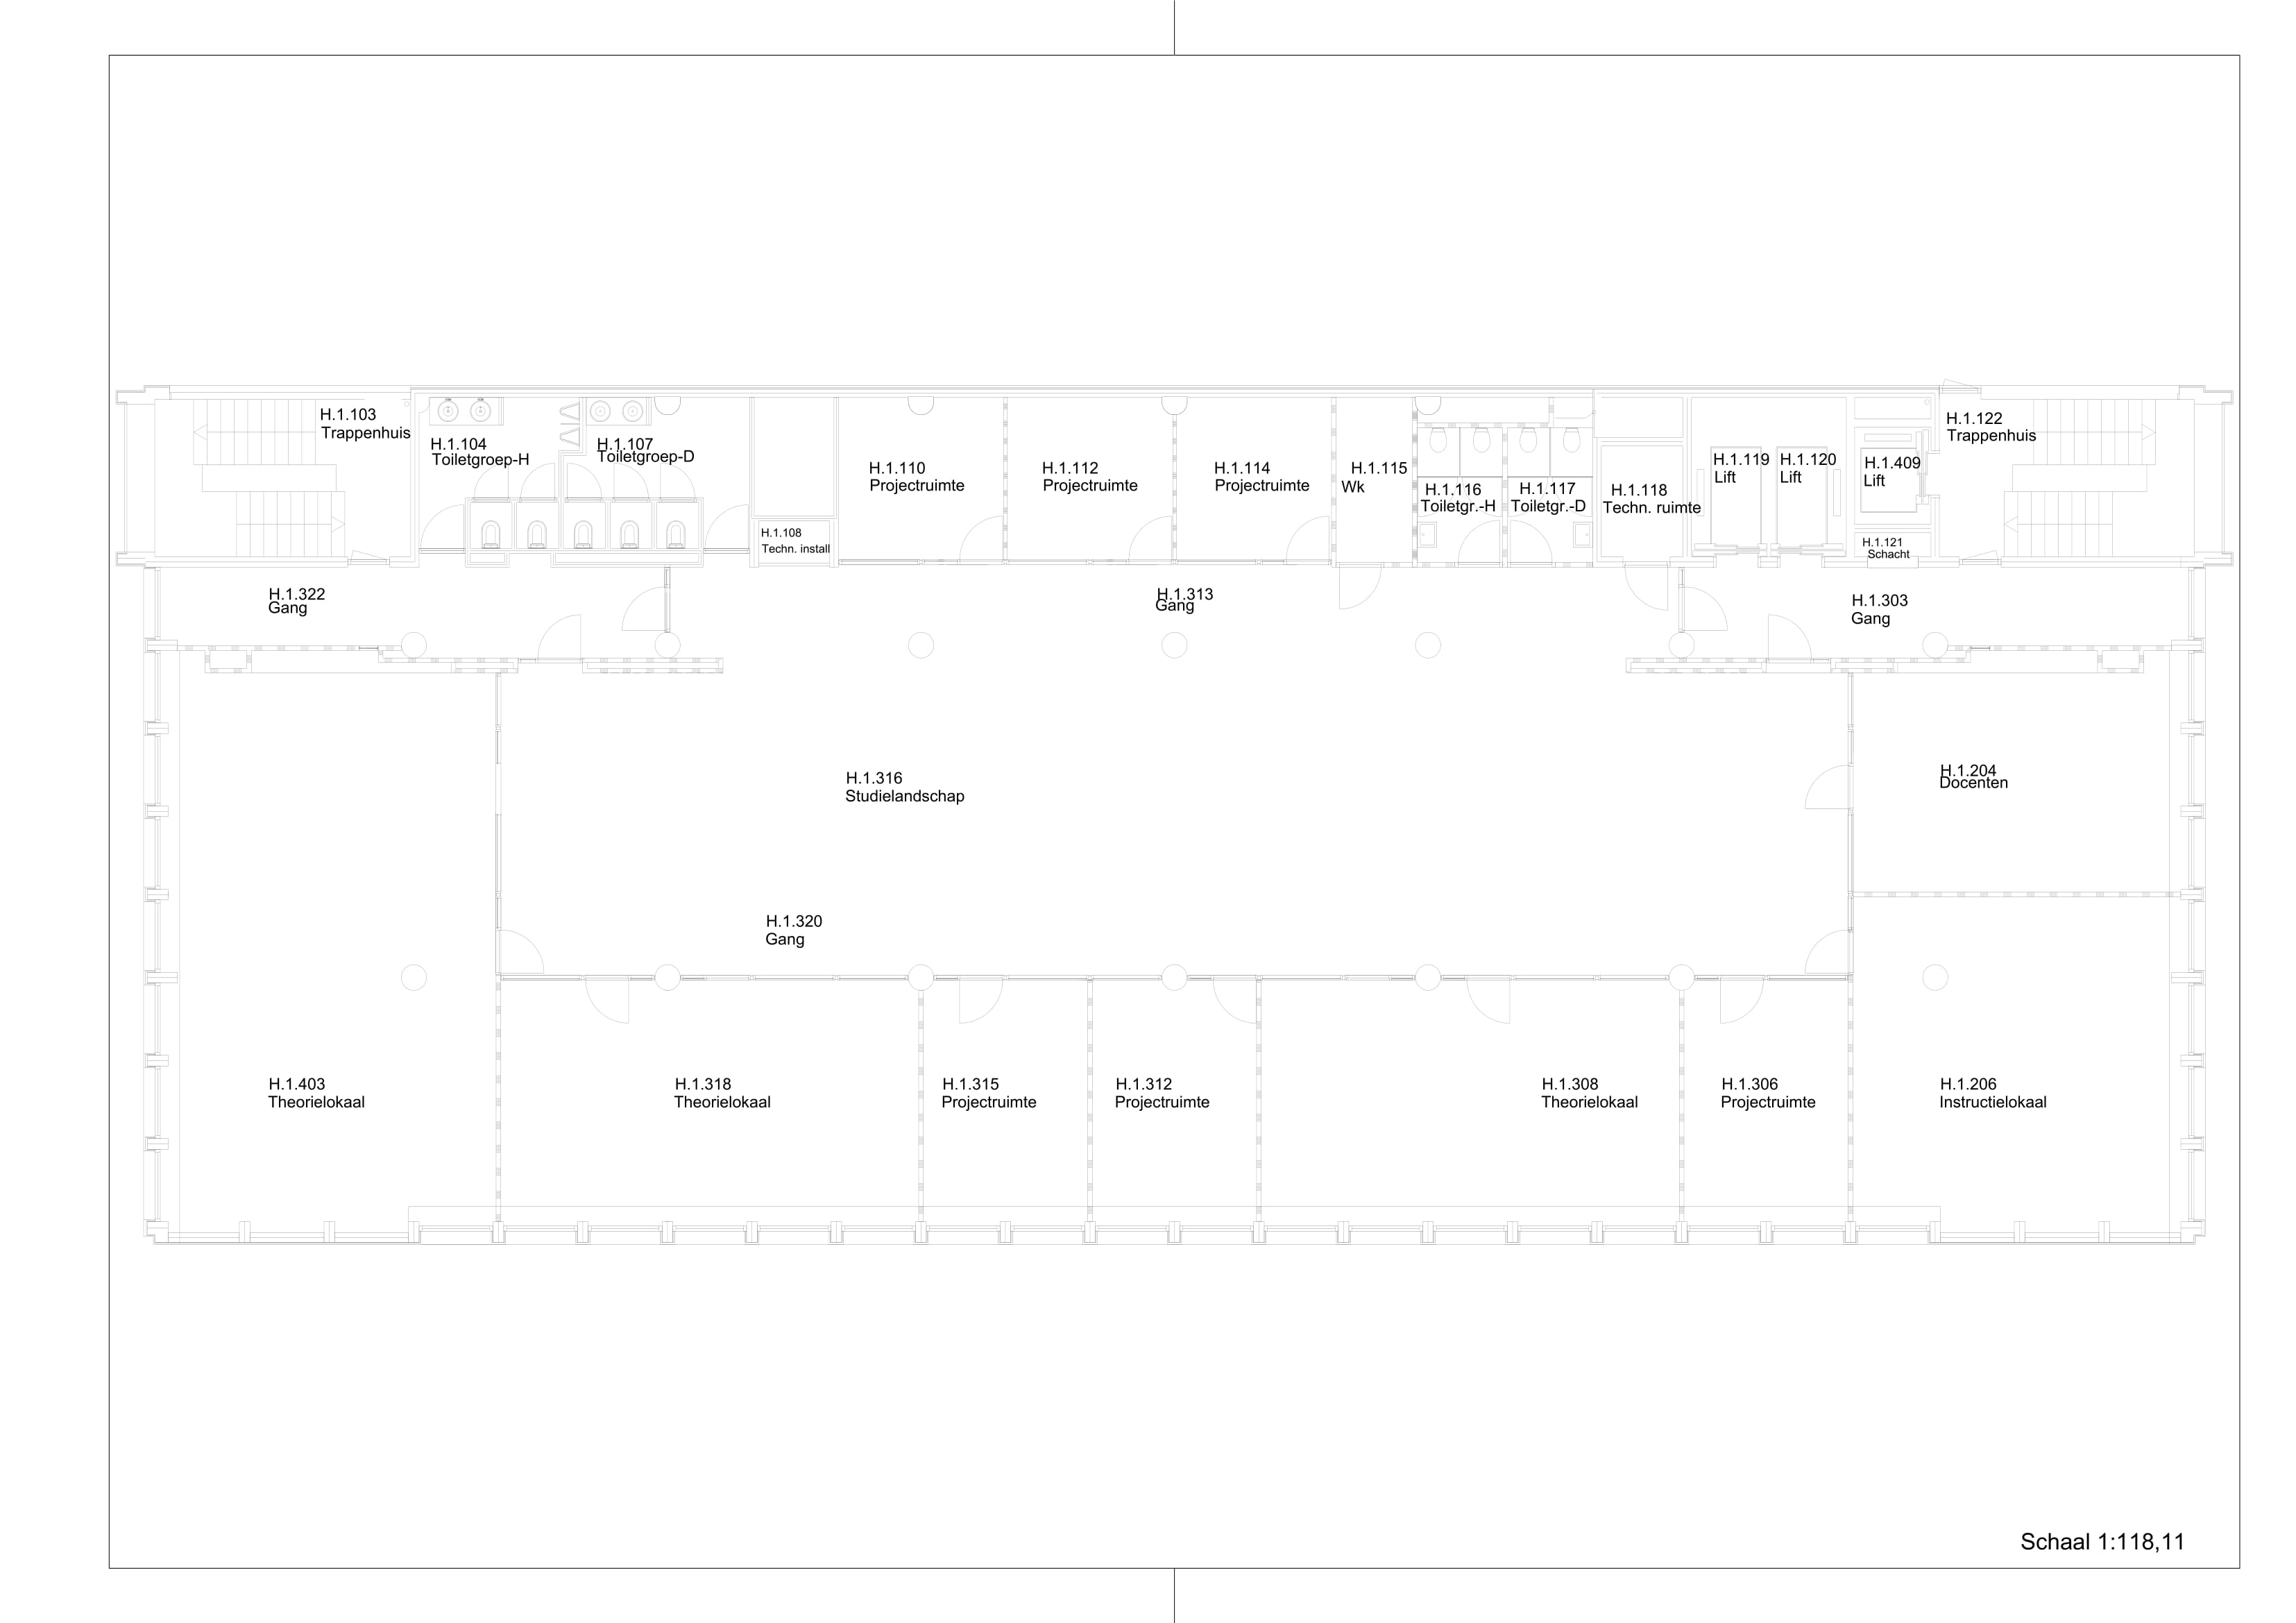 H.1.103
Trappenhuis
H.1.104
Toiletgroep-H
H.1.107
Toiletgroep-D
H.1.108
Techn. install
H.1.110
Projectruimte
H.1.112
Projectruimte
H.1.114
Projectruimte
H.1.115
Wk
H.1.116
Toiletgr.-H
H.1.117
Toiletgr.-D
H.1.118
Techn. ruimte
H.1.119
Lift
H.1.120
Lift
H.1.409
Lift
H.1.121
Schacht
H.1.122
Trappenhuis
H.1.322
Gang
H.1.313
Gang
H.1.303
Gang
H.1.316
Studielandschap
H.1.204
Docenten
H.1.320
Gang
H.1.403
Theorielokaal
H.1.318
Theorielokaal
H.1.315
Projectruimte
H.1.312
Projectruimte
H.1.308
Theorielokaal
H.1.306
Projectruimte
H.1.206
Instructielokaal
Schaal 1:118,11